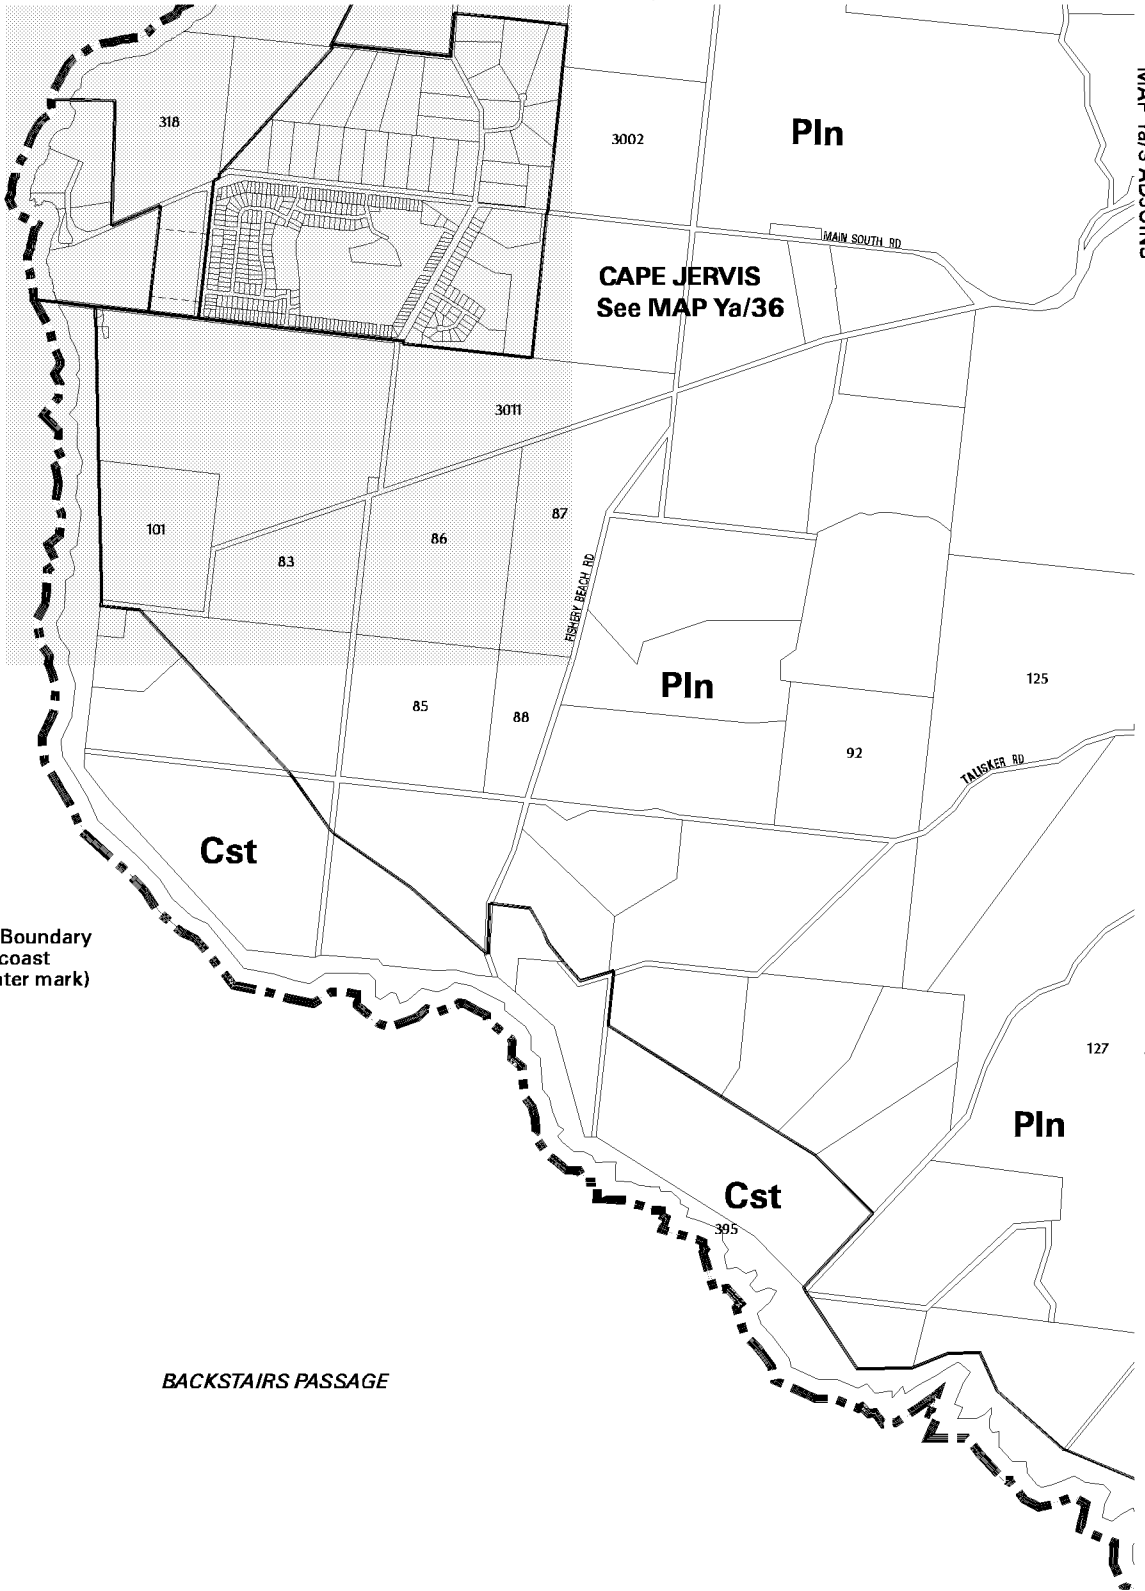 318
3002
Pln
MAIN SOUTH RD
CAPE JERVIS
See MAP Ya/36
3011
101
83
86
87
FISHERY BEACH RD
Pln
125
85
88
92
TALISKER RD
Cst
Boundary
coast
mark)
127
Pln
Cst
395
BACKSTAIRS PASSAGE